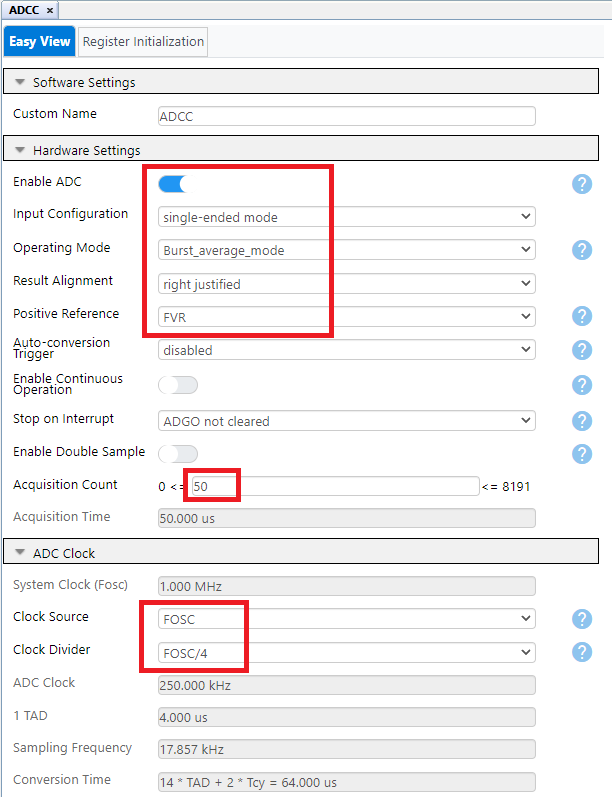 ADCC ×
Easy View Register Initialization
Software Settings
Custom Name ADCC
Hardware Settings
Enable ADC ?
Input Configuration single-ended mode
Operating Mode Burst_average_mode ?
Result Alignment right justified
Positive Reference FVR ?
Auto-conversion
Trigger disabled ?
Enable Continuous
Operation ?
Stop on Interrupt ADGO not cleared ?
Enable Double Sample ?
Acquisition Count 0 <= 50 <= 8191
Acquisition Time 50.000 us
ADC Clock
System Clock (Fosc) 1.000 MHz
Clock Source FOSC ?
Clock Divider FOSC/4 ?
ADC Clock 250.000 kHz
1 TAD 4.000 us
Sampling Frequency 17.857 kHz
Conversion Time 14 * TAD + 2 * Tcy = 64.000 us